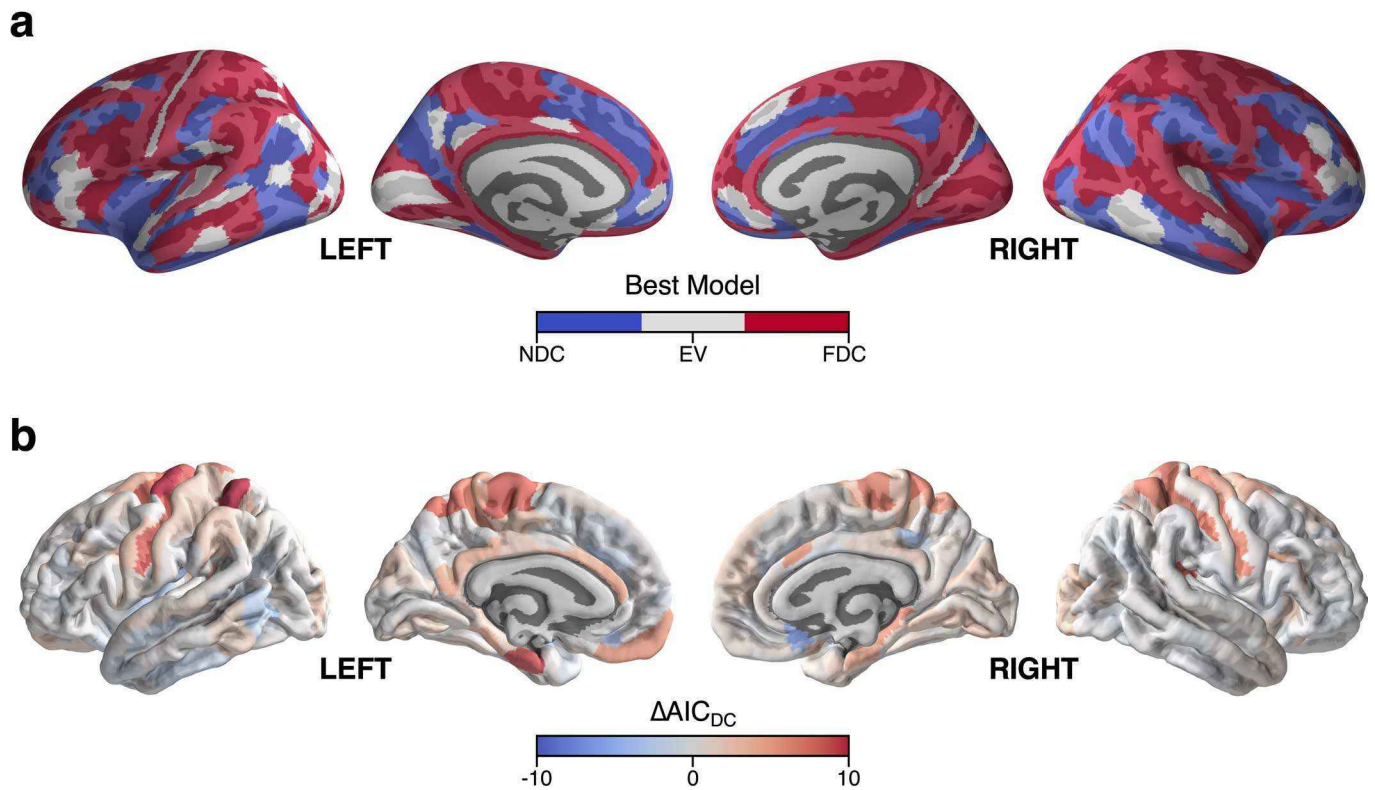 a
LEFT
RIGHT
Best Model
NDC EV FDC
b
LEFT
RIGHT
ΔAIC_DC
-10 0 10